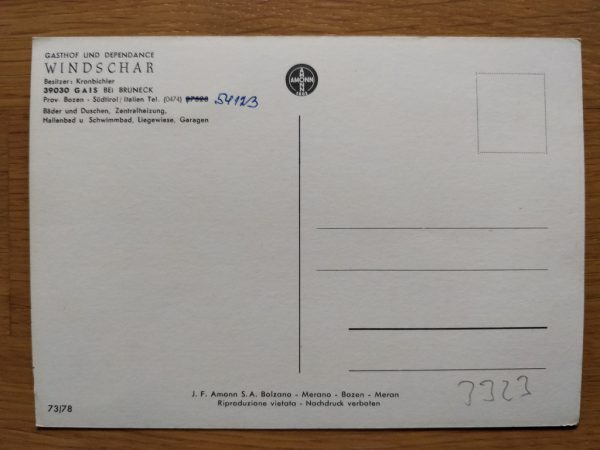 GASTHOF UND DEPENDANCE
WINDSCHAR
Besitzer: Kronbichler
39030 GAIS BEI BRUNECK
Prov. Bozen - Südtirol/Italien Tel. (0474) 54123
Bäder und Duschen, Zentralheizung,
Hallenbad u Schwimmbad, Liegewiese, Garagen
AMONN
J. F. Amonn S.A. Bolzano - Merano - Bozen - Meran
Riproduzione vietata - Nachdruck verboten
73/78
3323